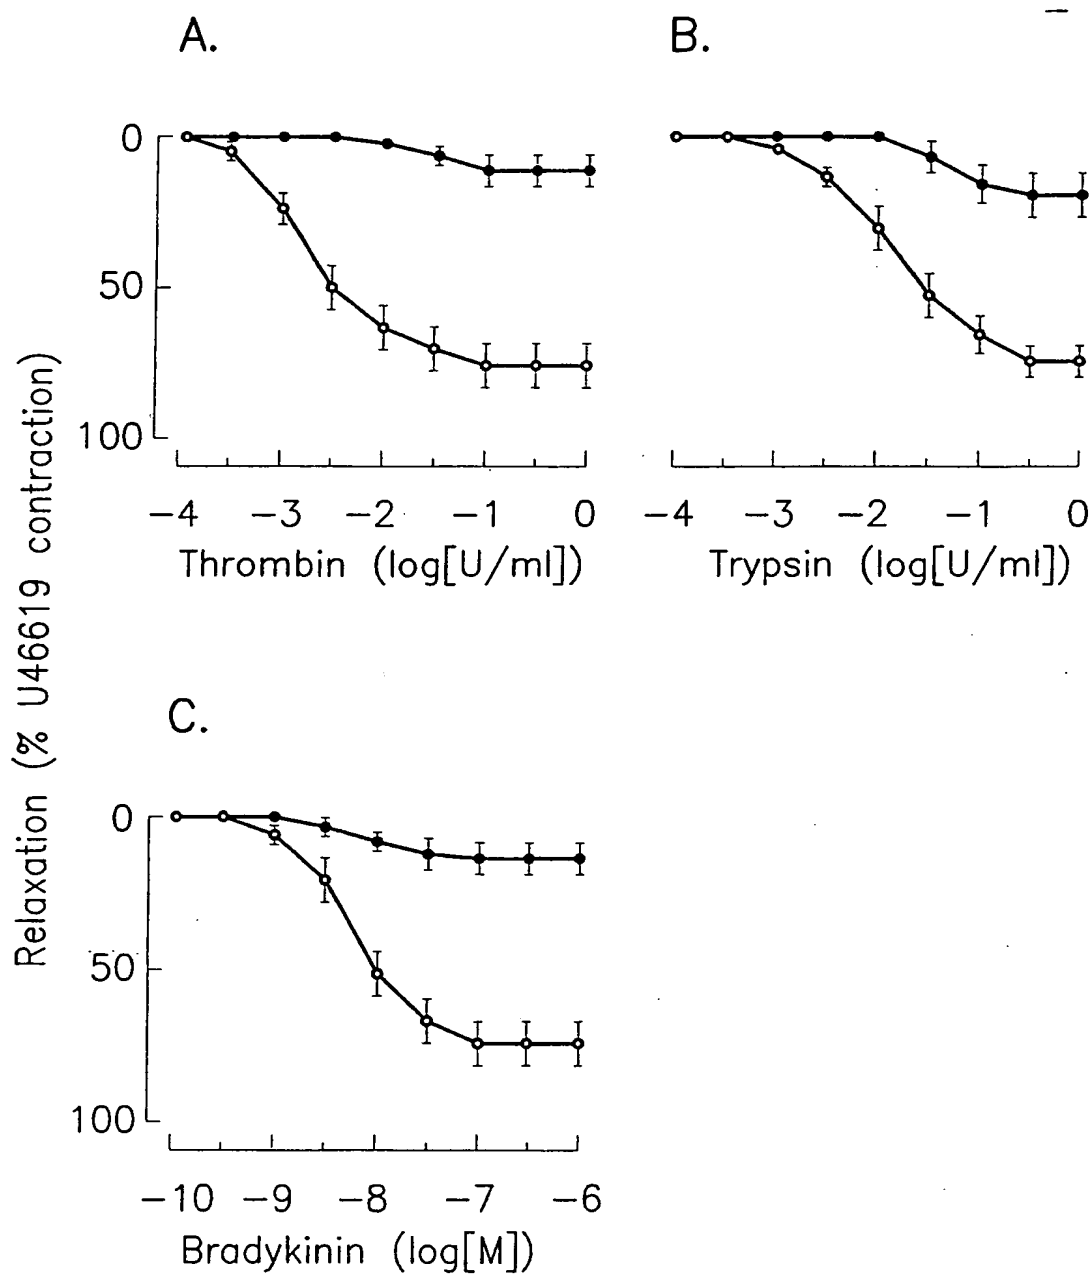 A.
B.
0
50
100
-4 -3 -2 -1 0
-4 -3 -2 -1 0
Thrombin (log[U/ml])
Trypsin (log[U/ml])
Relaxation (% U46619 contraction)
C.
0
50
100
-10 -9 -8 -7 -6
Bradykinin (log[M])